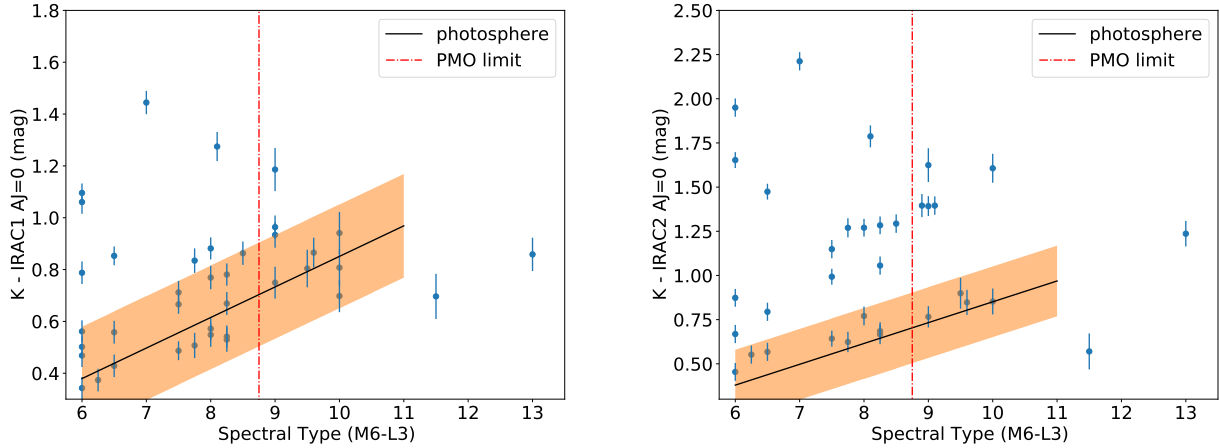 1.8
1.6
1.4
1.2
1.0
0.8
0.6
0.4
K - IRAC1 AJ=0 (mag)
photosphere
PMO limit
6 7 8 9 10 11 12 13
Spectral Type (M6-L3)
2.50
2.25
2.00
1.75
1.50
1.25
1.00
0.75
0.50
K - IRAC2 AJ=0 (mag)
photosphere
PMO limit
6 7 8 9 10 11 12 13
Spectral Type (M6-L3)